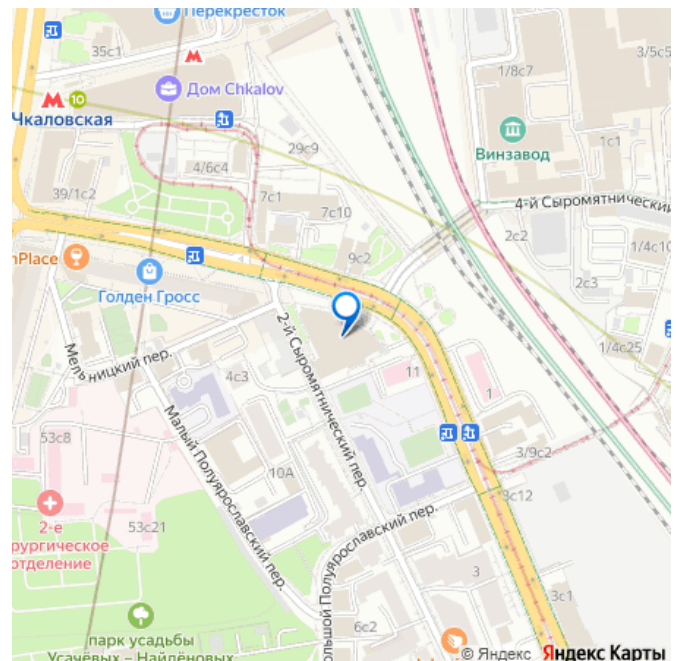 Перекресток
35с1
3/5с5
1/8с7
Дом Chkalov
10
Чкаловская
29с9
Винзавод
1с1
4/6с4
39/1с2
7с1
7с10
4-й Сыромятнический
2с2
nPlace
9с2
1/4с10
Голден Гросс
2с3
2-й Сыромятнический пер.
1/4с25
Мельницкий пер.
4с3
11
1
Малый Полуярославский пер.
53с8
3/9с2
10А
3с12
2-е
рургическое
отделение
53с21
Большой Полуярославский пер.
3
3с1
парк усадьбы
Усачёвых – Найдёновых
6с2
© Яндекс Яндекс Карты